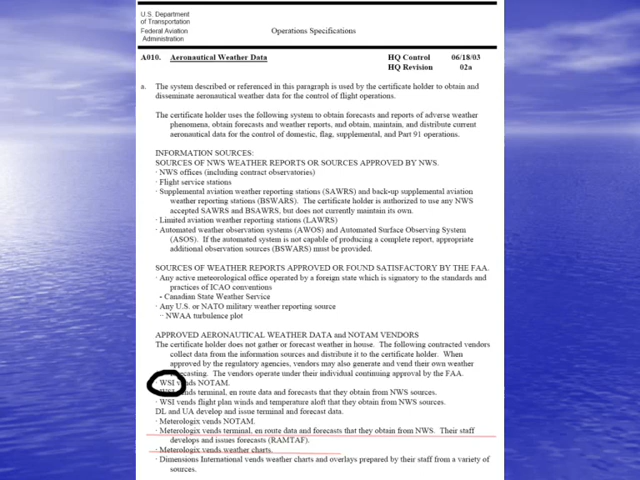 U.S. Department
of Transportation
Federal Aviation
Administration
Operations Specifications
A010. Aeronautical Weather Data HQ Control 06/18/03
HQ Revision 02a
a. The system described or referenced in this paragraph is used by the certificate holder to obtain and
disseminate aeronautical weather data for the control of flight operations.
The certificate holder uses the following system to obtain forecasts and reports of adverse weather
phenomena, obtain forecasts and weather reports, and obtain, maintain, and distribute current
aeronautical weather data for the control of domestic, flag, supplemental, and Part 91 operations.
INFORMATION SOURCES:
SOURCES OF NWS WEATHER REPORTS OR SOURCES APPROVED BY NWS.
· NWS offices (including contract observatories)
· Flight service stations
· Supplemental aviation weather reporting stations (SAWRS) and back-up supplemental aviation
weather reporting stations (BSWARS). The certificate holder is authorized to use any NWS
accepted SAWRS and BSAWRS, but does not currently maintain its own.
· Limited aviation weather reporting stations (LAWRS)
· Automated weather observation systems (AWOS) and Automated Surface Observing System
(ASOS). If the automated system is not capable of producing a complete report, appropriate
additional observation sources (BSWARS) must be provided.
SOURCES OF WEATHER REPORTS APPROVED OR FOUND SATISFACTORY BY THE FAA.
· Any active meteorological office operated by a foreign state which is signatory to the standards and
practices of ICAO conventions
- Canadian State Weather Service
· Any U.S. or NATO military weather reporting source
·· NWAA turbulence plot
APPROVED AERONAUTICAL WEATHER DATA and NOTAM VENDORS
The certificate holder does not gather or forecast weather in house. The following contracted vendors
collect data from the information sources and distribute it to the certificate holder. When
approved by the regulatory agencies, vendors may also generate and vend their own weather
The vendors operate under their individual continuing approval by the FAA.
· WSI vends NOTAM.
vends terminal, en route data and forecasts that they obtain from NWS sources.
· WSI vends flight plan winds and temperature aloft that they obtain from NWS sources.
DL and UA develop and issue terminal and forecast data.
· Meterologix vends NOTAM.
· Meterologix vends terminal, en route data and forecasts that they obtain from NWS. Their staff
develops and issues forecasts (RAMTAF).
· Meterologix vends weather charts.
· Dimensions International vends weather charts and overlays prepared by their staff from a variety of
sources.